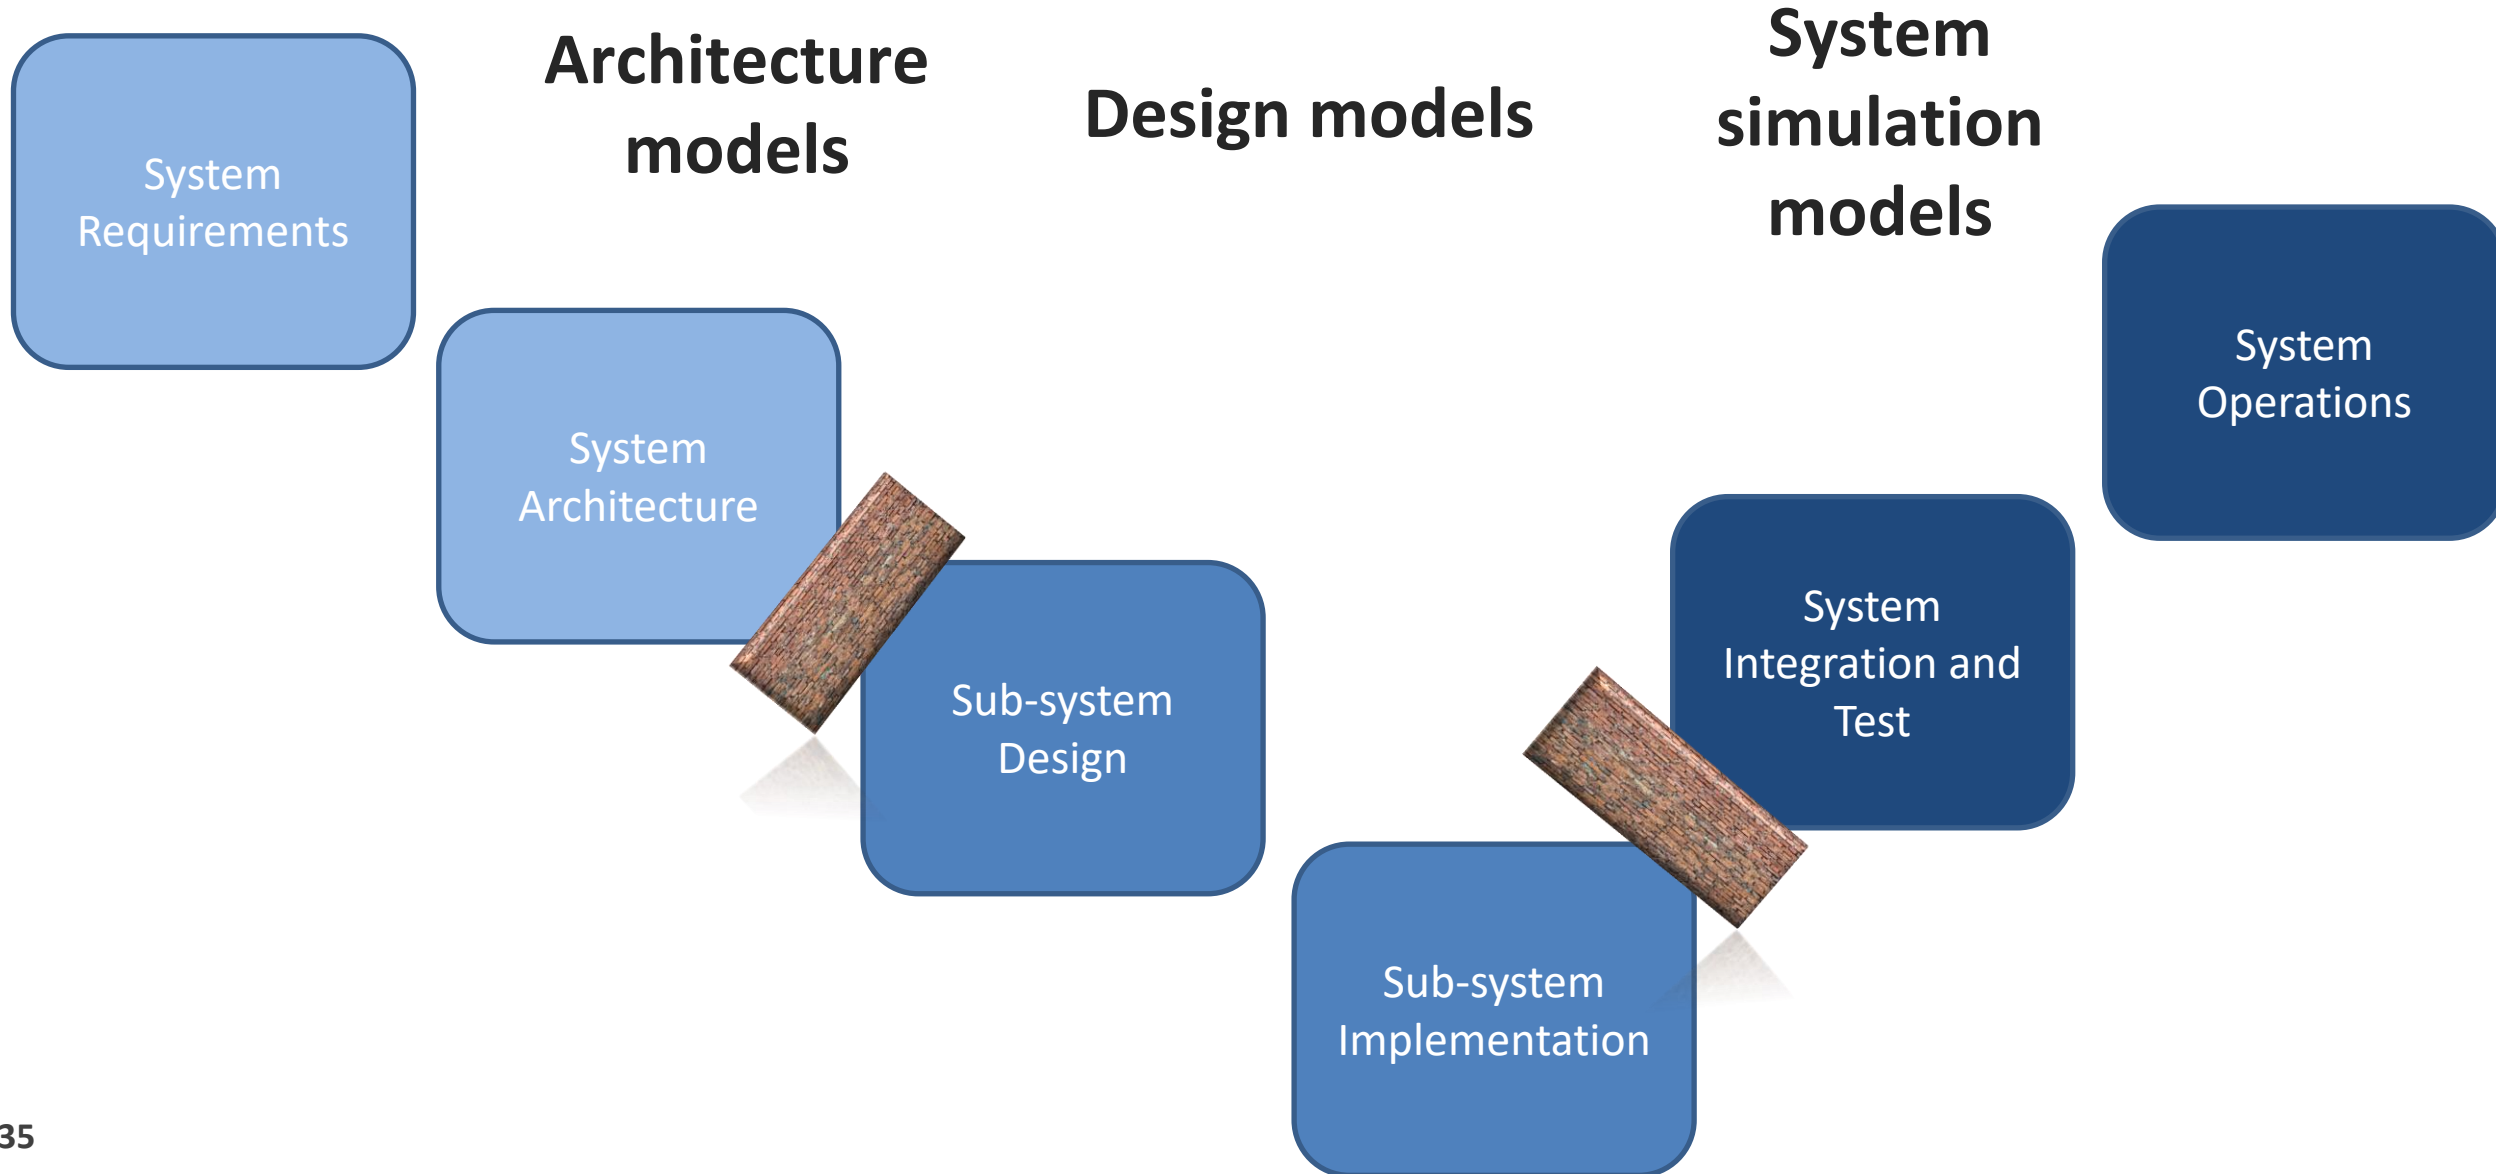 Architecture
models
Design models
System
simulation
models
System
Requirements
System
Architecture
Sub-system
Design
Sub-system
Implementation
System
Integration and
Test
System
Operations
35